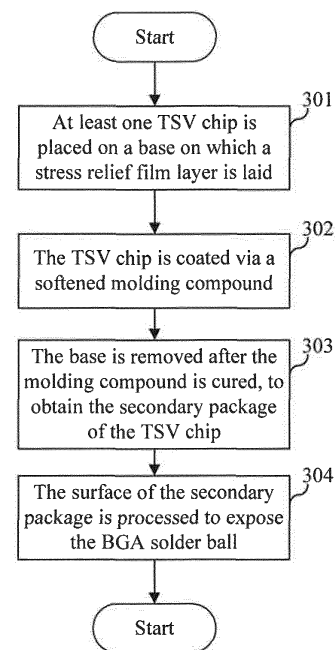 Start
301
At least one TSV chip is
placed on a base on which a
stress relief film layer is laid
302
The TSV chip is coated via a
softened molding compound
303
The base is removed after the
molding compound is cured, to
obtain the secondary package
of the TSV chip
304
The surface of the secondary
package is processed to expose
the BGA solder ball
Start